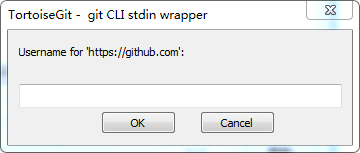 TortoiseGit - git CLI stdin wrapper
Username for 'https://github.com':
OK Cancel